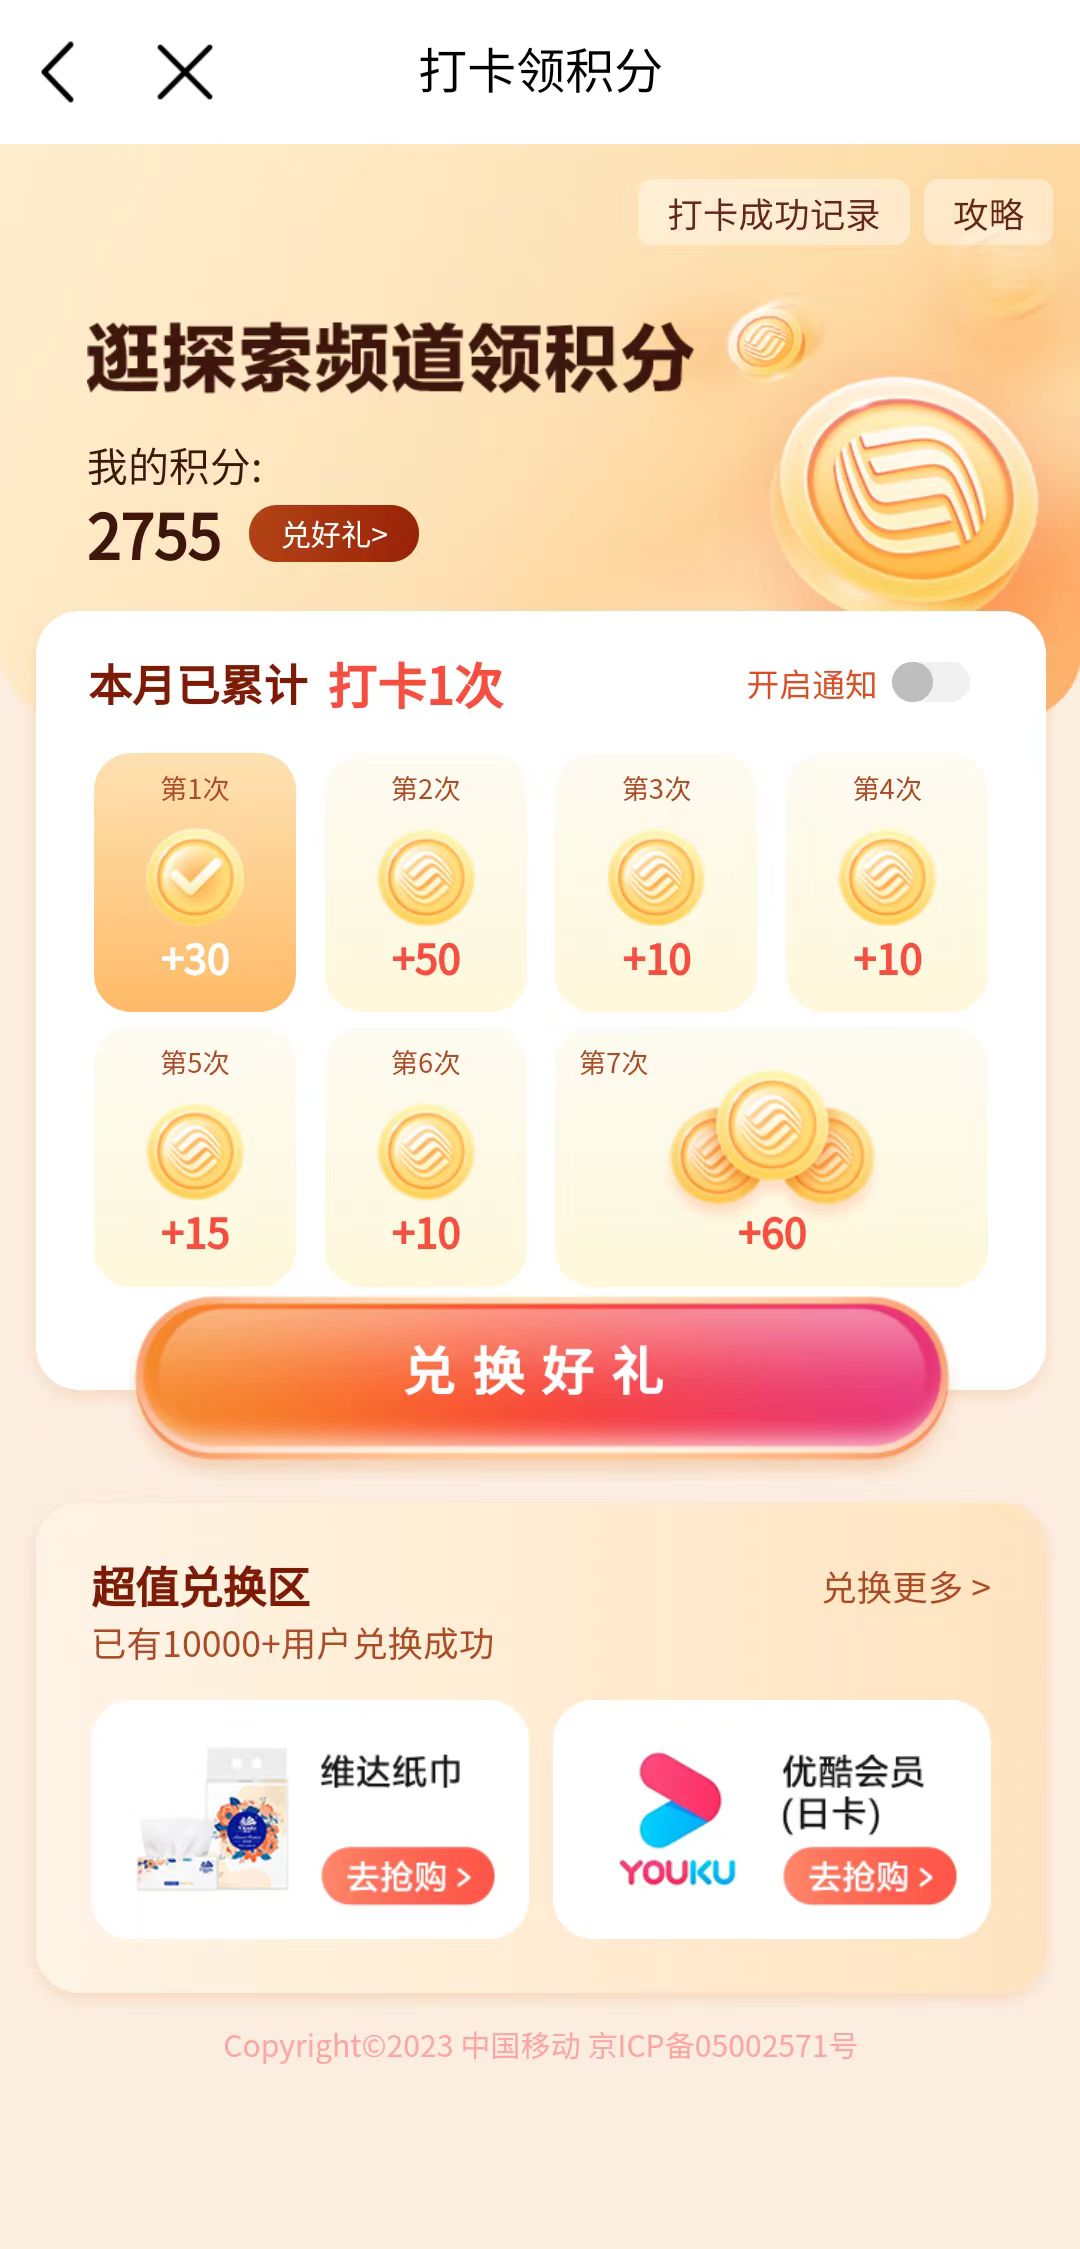 打卡领积分
打卡成功记录 攻略
逛探索频道领积分
我的积分:
2755 兑好礼>
本月已累计 打卡1次 开启通知
第1次 第2次 第3次 第4次
+30 +50 +10 +10
第5次 第6次 第7次
+15 +10 +60
兑换好礼
超值兑换区 兑换更多 >
已有10000+用户兑换成功
维达纸巾
去抢购 >
优酷会员
(日卡)
YOUKU
去抢购 >
Copyright©2023 中国移动 京ICP备05002571号